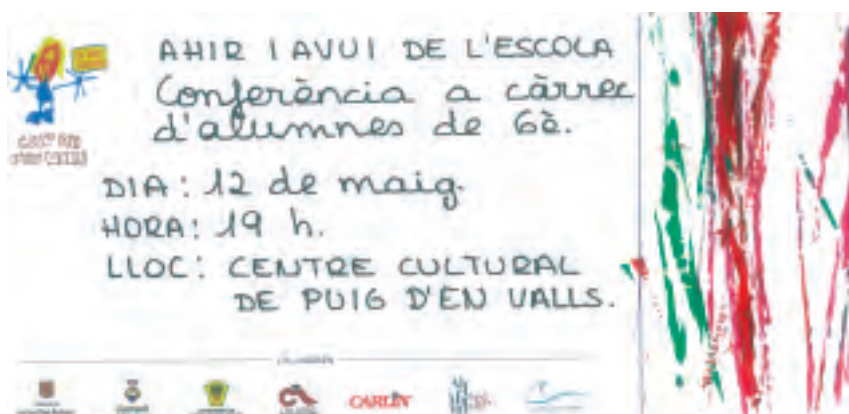 AHIR I AVUI DE L'ESCOLA
Conferència a càrrec
d'alumnes de 6è.
DIA: 12 de maig.
HORA: 19 h.
LLOC: CENTRE CULTURAL
DE PUIG D'EN VALLS.
CARLIN